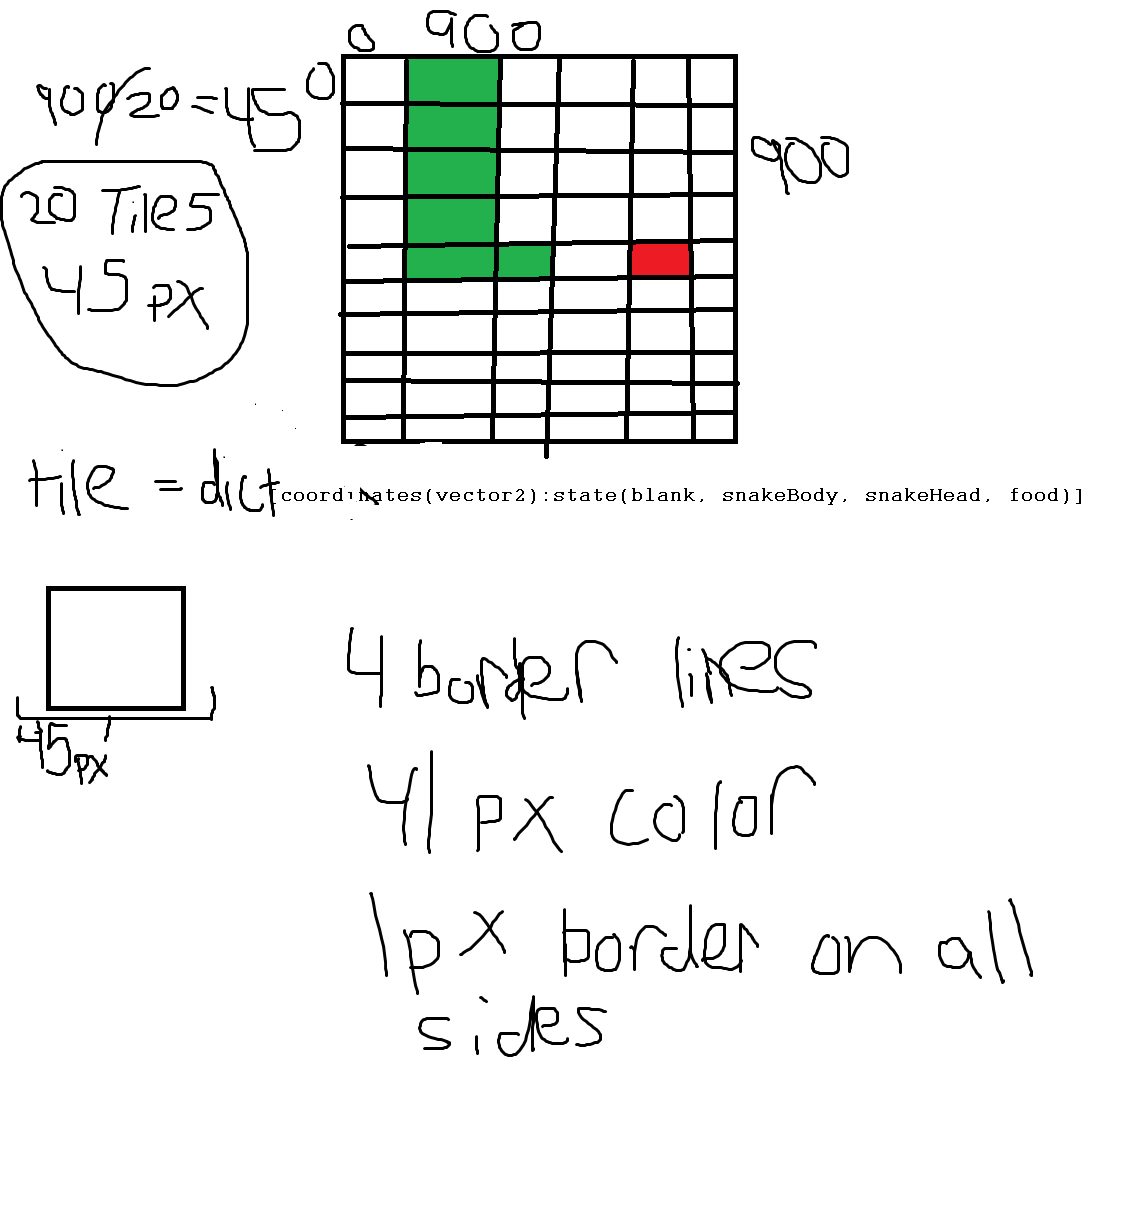 0 900
0
900/20 = 45
900
20 Tiles
45 px
tile = dict[coordinates(vector2):state(blank, snakeBody, snakeHead, food)]
45px
4 border lines
41 px color
1px border on all
sides